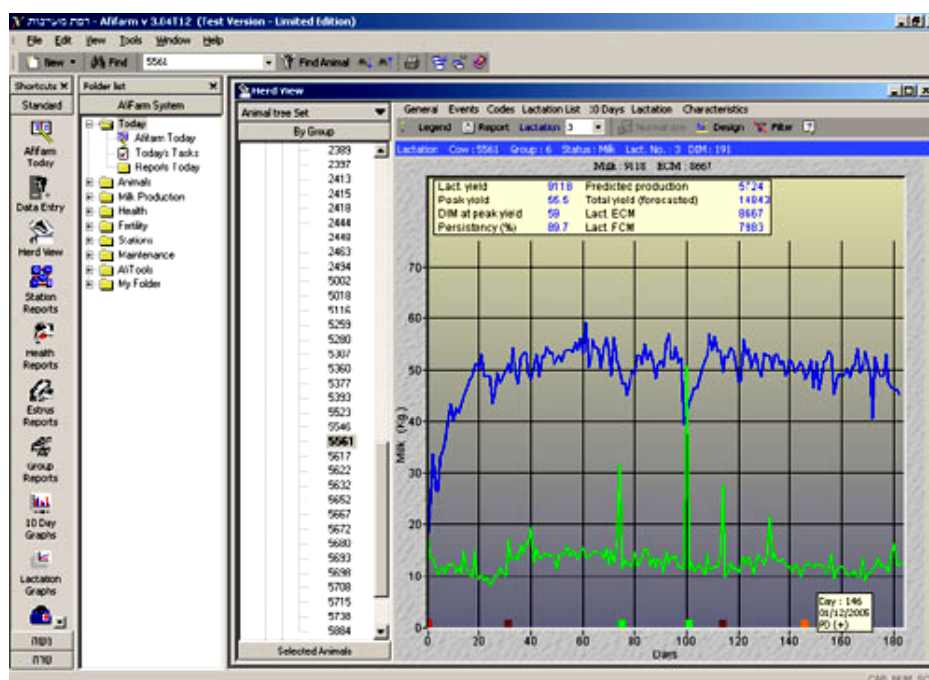 רפת מערכות - Afifarm v 3.04T12 (Test Version - Limited Edition)
File Edit View Tools Window Help
New Find 5561 Find Animal
Shortcuts X
Standard
Afifarm Today
Data Entry
Herd View
Station Reports
Health Reports
Estrus Reports
Group Reports
10 Day Graphs
Lactation Graphs
Folder list X
AfiFarm System
Today
Afifarm Today
Today's Tasks
Reports Today
Animals
Milk Production
Health
Fertility
Stations
Maintenance
AfiTools
My Folder
Herd View
Animal tree Set
By Group
2389
2397
2413
2415
2418
2444
2448
2463
2494
5002
5018
5116
5259
5280
5307
5360
5377
5393
5523
5546
5561
5617
5622
5632
5652
5667
5672
5680
5693
5698
5708
5715
5738
5884
Selected Animals
General Events Codes Lactation List 10 Days Lactation Characteristics
Legend Report Lactation 3 Normal size Design Filter
Lactation Cow : 5561 Group : 6 Status : Milk Lact. No. : 3 DIM : 191
Milk : 9118 ECM : 8667
Lact. yield 9118 Predicted production 5724
Peak yield 55.5 Total yield (forecasted) 14843
DIM at peak yield 59 Lact. ECM 8667
Persistancy (%) 89.7 Lact. FCM 7983
Milk (Kg.)
70
60
50
40
30
20
10
0 20 40 60 80 100 120 140 160 180
Days
Day : 146
01/12/2005
PD (+)